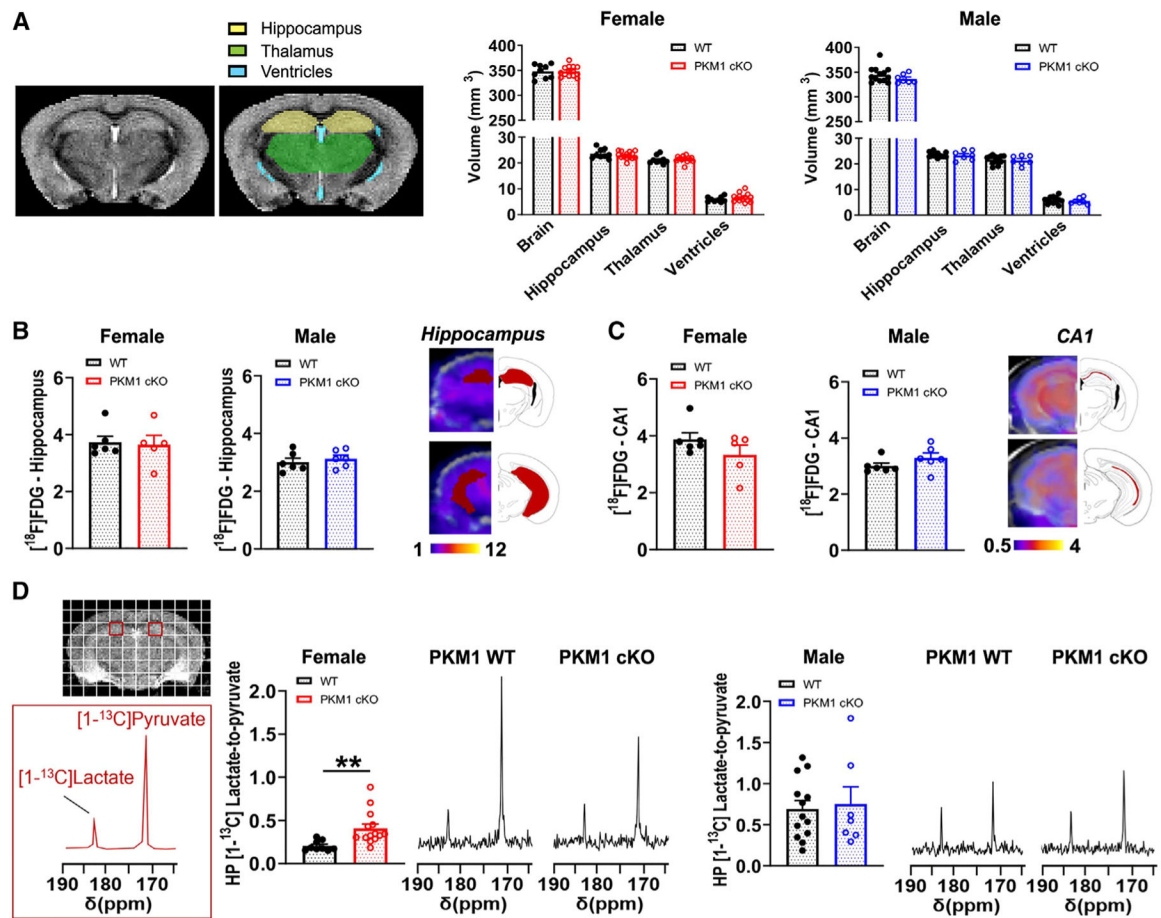 A
Hippocampus
Thalamus
Ventricles
Female
WT
PKM1 cKO
Volume (mm ³)
400
350
300
30
20
10
0
Brain
Hippocampus
Thalamus
Ventricles
Male
WT
PKM1 cKO
Volume (mm ³)
400
350
300
30
20
10
0
Brain
Hippocampus
Thalamus
Ventricles
B
Female
WT
PKM1 cKO
[¹⁸F]FDG - Hippocampus
6
4
2
0
Male
WT
PKM1 cKO
[¹⁸F]FDG - Hippocampus
6
4
2
0
Hippocampus
1 12
C
Female
WT
PKM1 cKO
[¹⁸F]FDG - CA1
6
4
2
0
Male
WT
PKM1 cKO
[¹⁸F]FDG - CA1
6
4
2
0
CA1
0.5 4
D
[1-¹³C]Pyruvate
[1-¹³C]Lactate
190 180 170
δ(ppm)
Female
WT
PKM1 cKO
HP [1-¹³C] Lactate-to-pyruvate
2.0
1.5
1.0
0.5
0.0
**
PKM1 WT
190 180 170
δ(ppm)
PKM1 cKO
190 180 170
δ(ppm)
Male
WT
PKM1 cKO
HP [1-¹³C] Lactate-to-pyruvate
2.0
1.5
1.0
0.5
0.0
PKM1 WT
190 180 170
δ(ppm)
PKM1 cKO
190 180 170
δ(ppm)